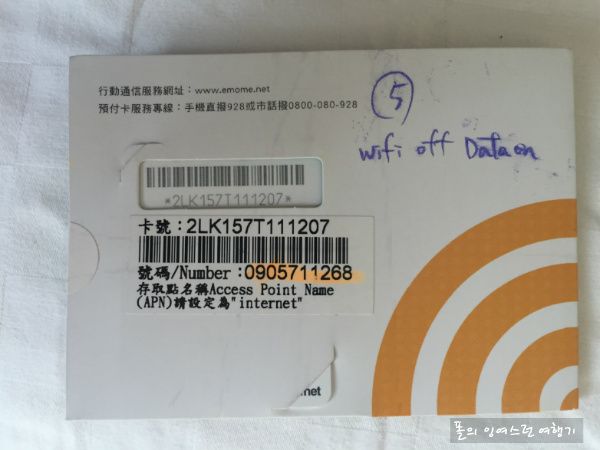 行動通信服務網址：www.emome.net
預付卡服務專線：手機直撥928或市話撥0800-080-928
⑤
wifi off Data on
*2LK157T111207*
卡號：2LK157T111207
號碼/Number：0905711268
存取點名稱Access Point Name
(APN)請設定為"internet"
net
폴의 잉여스런 여행기